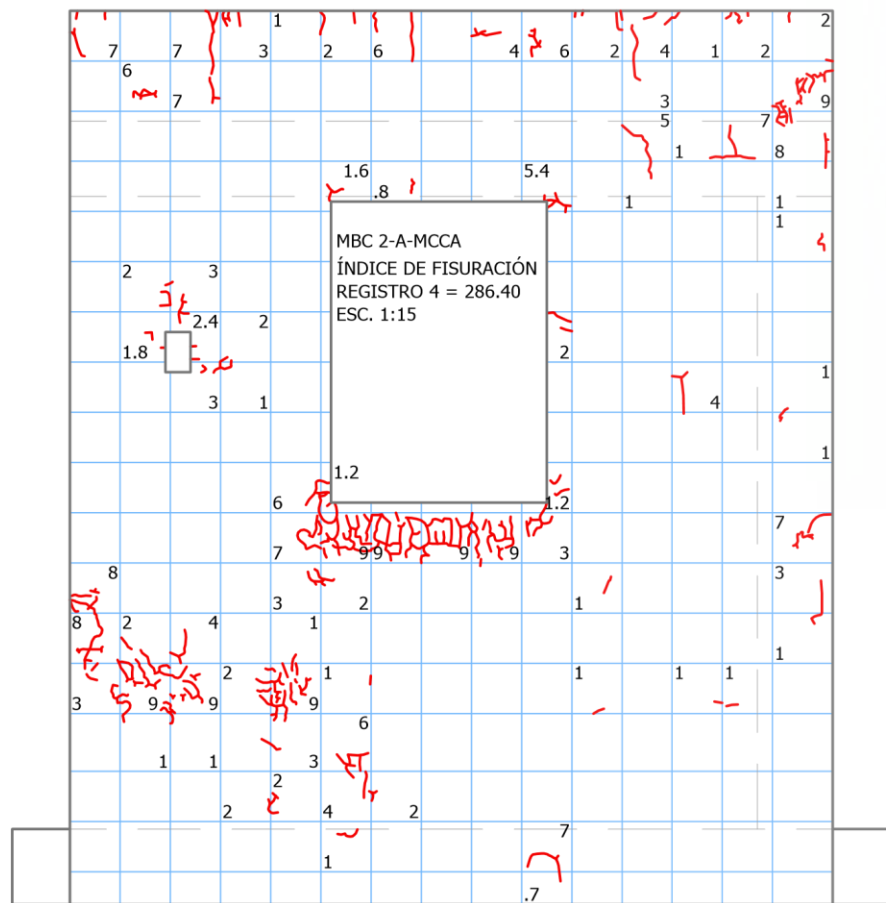 1 2
7 7 3 2 6 4 6 2 4 1 2
6
7 3 9
5 7
1 8
1.6 5.4
.8 1 1
1
MBC 2-A-MCCA
ÍNDICE DE FISURACIÓN
REGISTRO 4 = 286.40
ESC. 1:15
2 3
2.4 2
1.8 2
1
3 1 4
1
1.2
6 1.2
7
7 9 9 9 9 3
8 3
3 2 1
8 2 4 1
1
2 1 1 1 1
3 9 9 9
6
1 1 3
2
2 4 2
7
1
.7